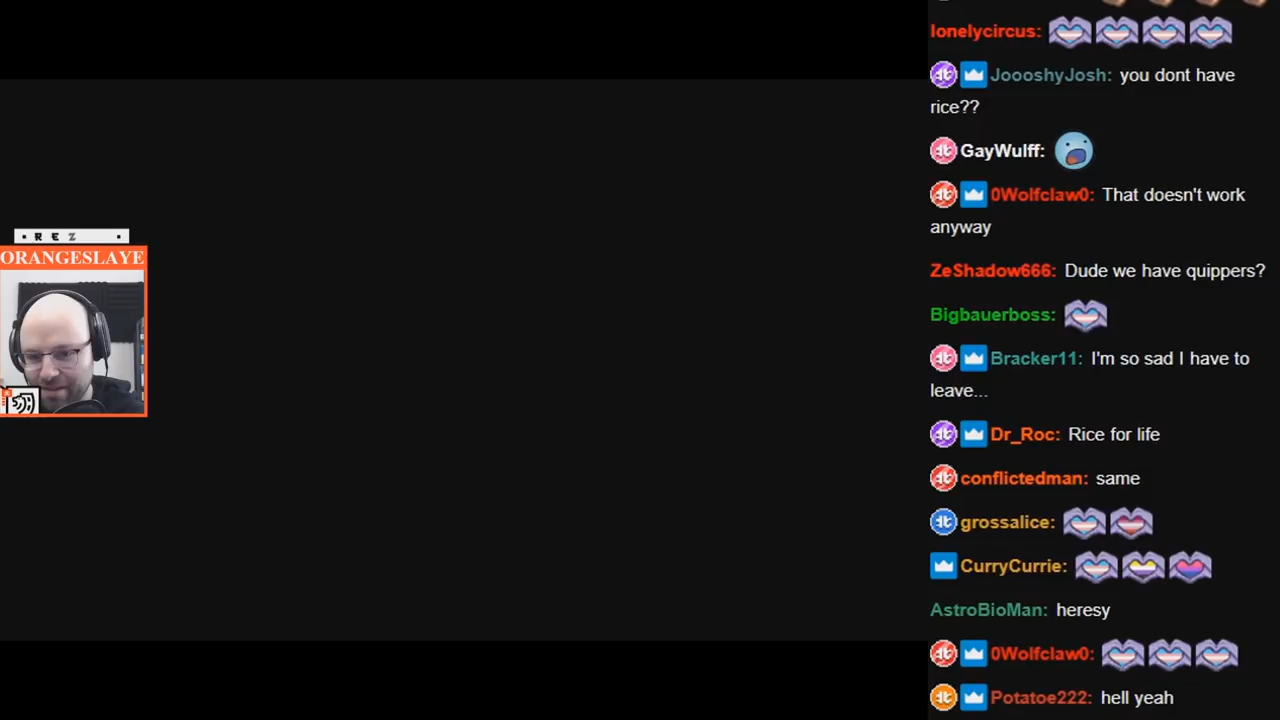 lonelycircus:
JoooshyJosh: you dont have
rice??
GayWulff:
0Wolfclaw0: That doesn't work
anyway
· R E Z ·
ORANGESLAYE
ZeShadow666: Dude we have quippers?
Bigbauerboss:
Bracker11: I'm so sad I have to
leave...
Dr_Roc: Rice for life
conflictedman: same
grossalice:
CurryCurrie:
AstroBioMan: heresy
0Wolfclaw0:
Potatoe222: hell yeah